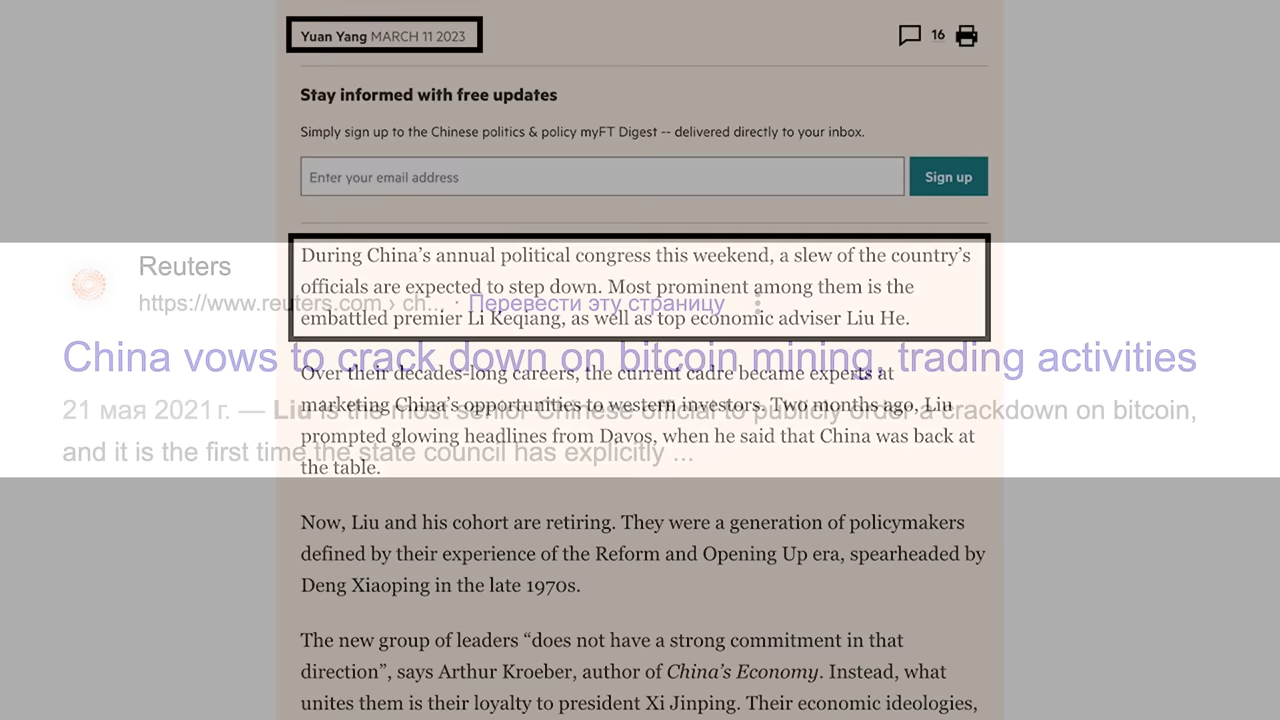 Yuan Yang MARCH 11 2023
16
Stay informed with free updates
Simply sign up to the Chinese politics & policy myFT Digest -- delivered directly to your inbox.
Enter your email address
Sign up
During China’s annual political congress this weekend, a slew of the country’s
officials are expected to step down. Most prominent among them is the
embattled premier Li Keqiang, as well as top economic adviser Liu He.
Reuters
https://www.reuters.com › ch... · Перевести эту страницу
China vows to crack down on bitcoin mining, trading activities
21 мая 2021 г. — Liu is the most senior Chinese official to publicly order a crackdown on bitcoin,
and it is the first time the state council has explicitly ...
Over their decades-long careers, the current cadre became experts at
marketing China’s opportunities to western investors. Two months ago, Liu
prompted glowing headlines from Davos, when he said that China was back at
the table.
Now, Liu and his cohort are retiring. They were a generation of policymakers
defined by their experience of the Reform and Opening Up era, spearheaded by
Deng Xiaoping in the late 1970s.
The new group of leaders “does not have a strong commitment in that
direction”, says Arthur Kroeber, author of China’s Economy. Instead, what
unites them is their loyalty to president Xi Jinping. Their economic ideologies,